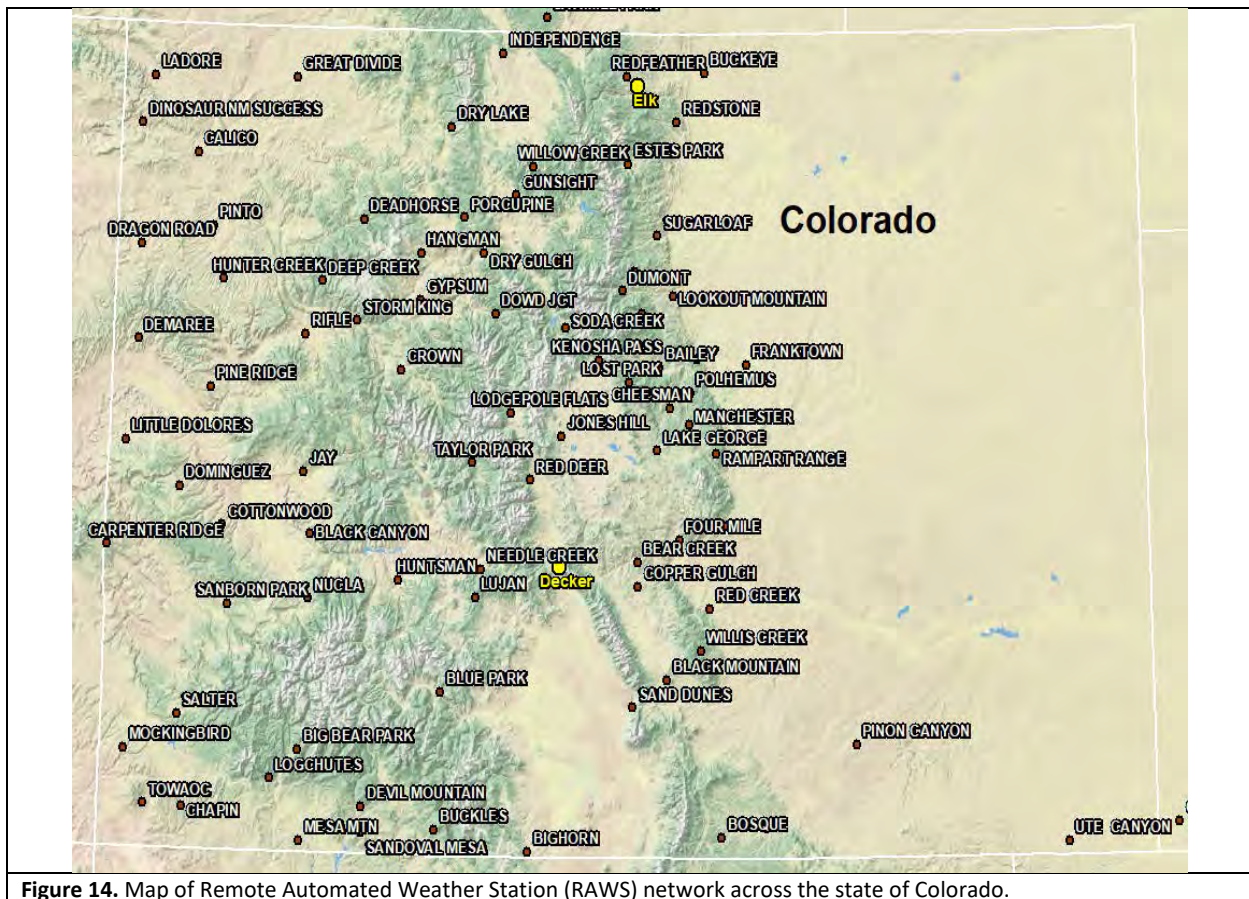 INDEPENDENCE
LADORE
GREAT DIVIDE
REDFEATHER
BUCKEYE
Elk
DINOSAUR NM SUCCESS
DRY LAKE
REDSTONE
CALICO
WILLOW CREEK
ESTES PARK
GUNSIGHT
PINTO
DEADHORSE
PORCUPINE
Colorado
DRAGON ROAD
SUGARLOAF
HANGMAN
HUNTER CREEK
DEEP CREEK
DRY GULCH
GYPSUM
DUMONT
STORM KING
DOWD JCT
LOOKOUT MOUNTAIN
DEMAREE
RIFLE
SODA CREEK
CROWN
KENOSHA PASS
BAILEY
FRANKTOWN
PINE RIDGE
LOST PARK
POLHEMUS
LODGEPOLE FLATS
CHEESMAN
LITTLE DOLORES
JONES HILL
MANCHESTER
TAYLOR PARK
LAKE GEORGE
DOMINGUEZ
JAY
RED DEER
RAMPART RANGE
COTTONWOOD
CARPENTER RIDGE
BLACK CANYON
FOUR MILE
HUNTSMAN
NEEDLE CREEK
BEAR CREEK
Decker
COPPER GULCH
SANBORN PARK
NUCLA
LUJAN
RED CREEK
WILLIS CREEK
BLUE PARK
BLACK MOUNTAIN
SALTER
SAND DUNES
MOCKINGBIRD
BIG BEAR PARK
PINON CANYON
LOGCHUTES
TOWAOC
CHAPIN
DEVIL MOUNTAIN
MESA MTN
BUCKLES
SANDOVAL MESA
BIGHORN
BOSQUE
UTE CANYON
Figure 14. Map of Remote Automated Weather Station (RAWS) network across the state of Colorado.